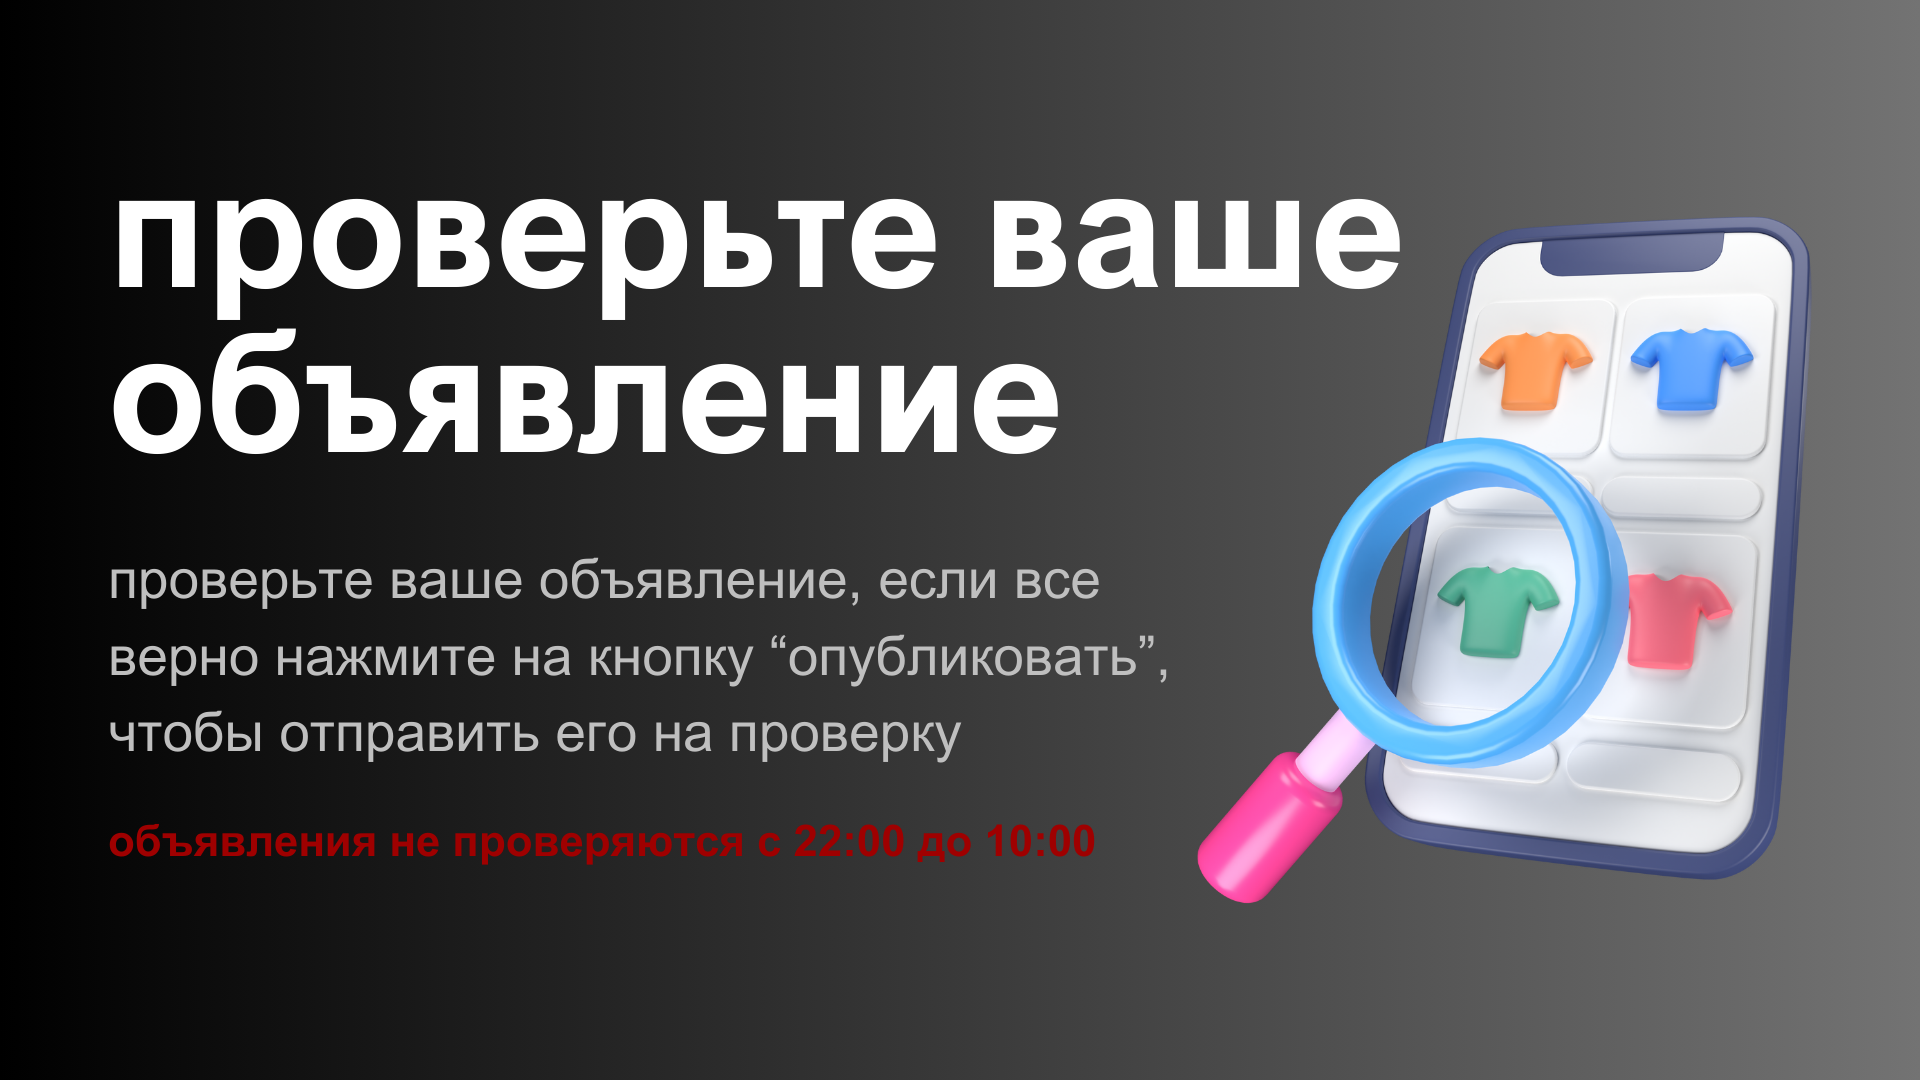 проверьте ваше
объявление
проверьте ваше объявление, если все
верно нажмите на кнопку “опубликовать”,
чтобы отправить его на проверку
объявления не проверяются с 22:00 до 10:00